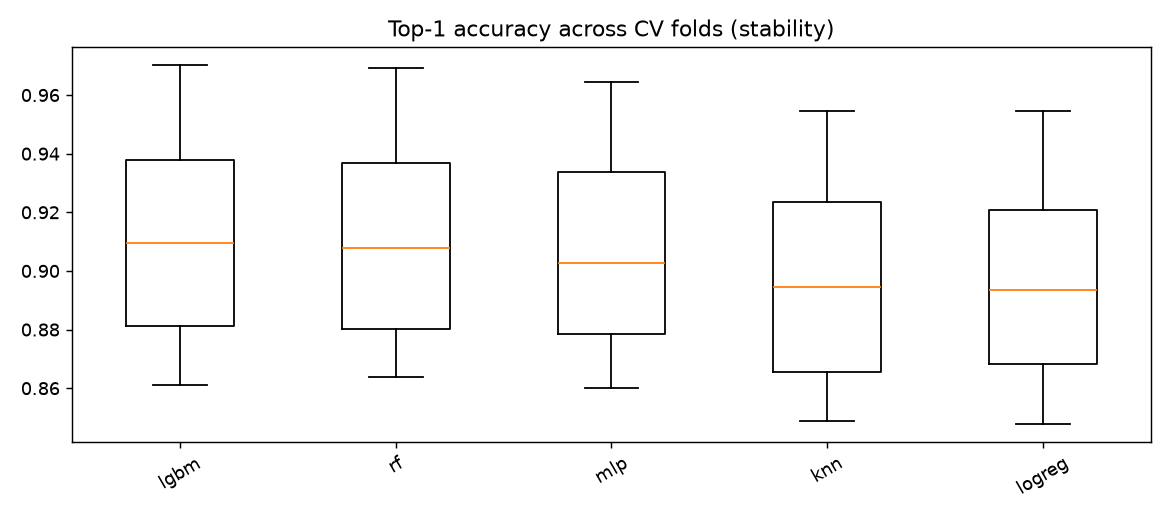 Top-1 accuracy across CV folds (stability)
0.96
0.94
0.92
0.90
0.88
0.86
lgbm
rf
mlp
knn
logreg